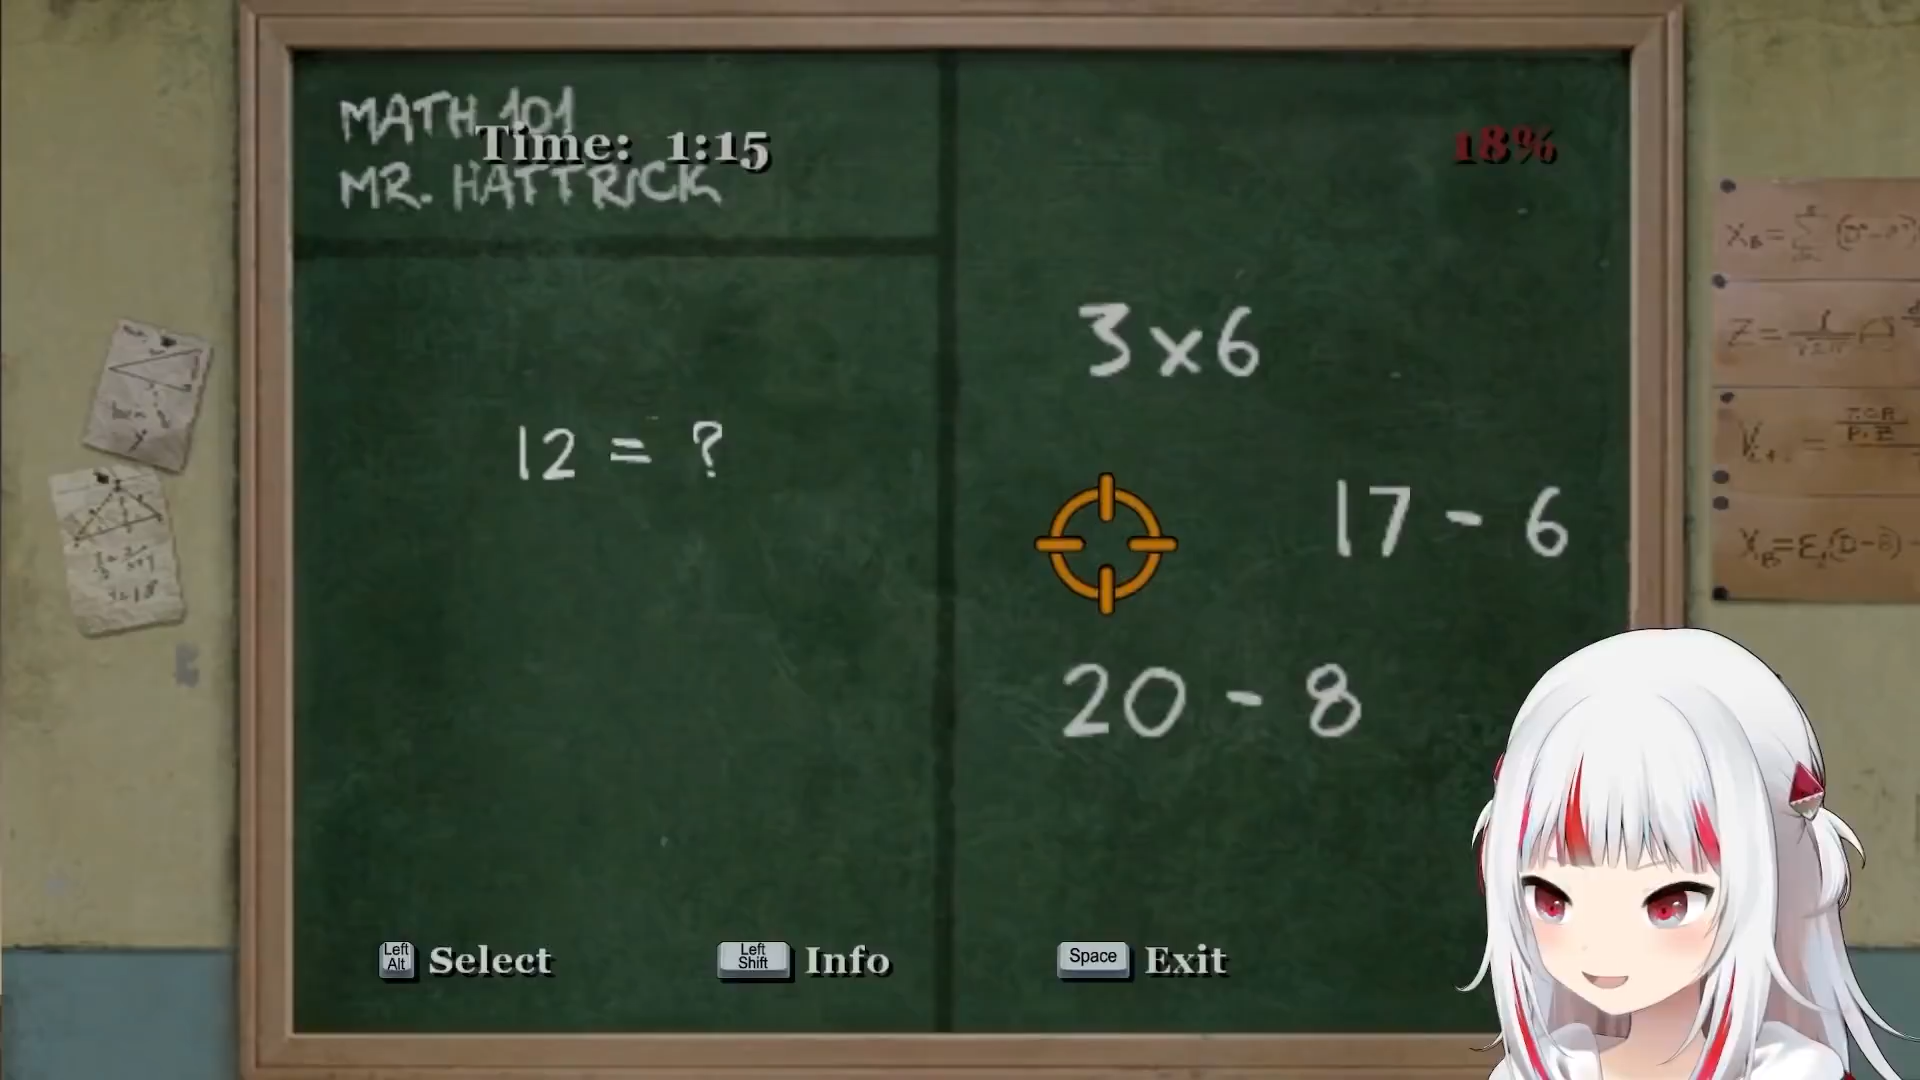 MATH 101
Time: 1:15
18%
MR. HATTRICK
3x6
12 = ?
17 - 6
20 - 8
Left Alt Select
Left Shift Info
Space Exit